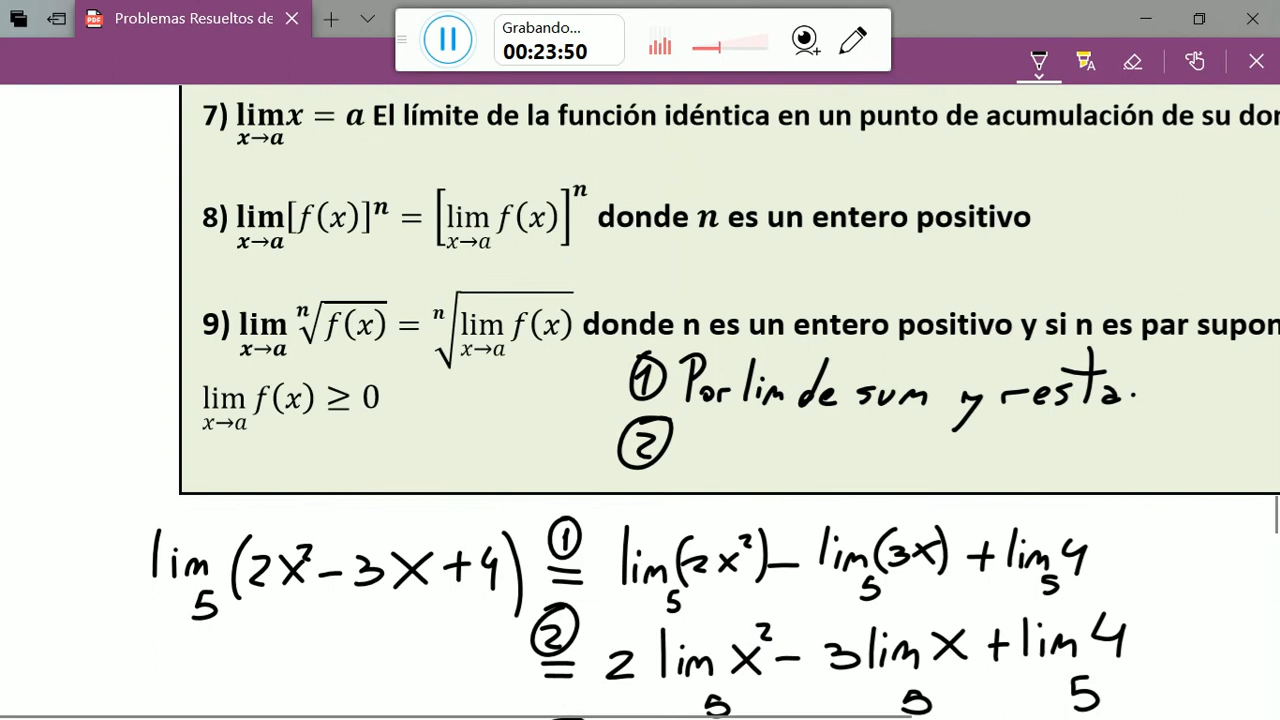 Problemas Resueltos de
Grabando...
00:23:50
7) lim x = a El límite de la función idéntica en un punto de acumulación de su dom
x→a
8) lim [f(x)]ⁿ = [lim f(x)]ⁿ donde n es un entero positivo
x→a x→a
9) lim ⁿ√f(x) = ⁿ√lim f(x) donde n es un entero positivo y si n es par supon
x→a x→a
lim f(x) ≥ 0
x→a
① Por lim de sum y resta.
②
lim (2x² - 3x + 4) ①= lim (2x²) - lim (3x) + lim 4
5 5 5 5
②= 2 lim x² - 3 lim x + lim 4
5 5 5